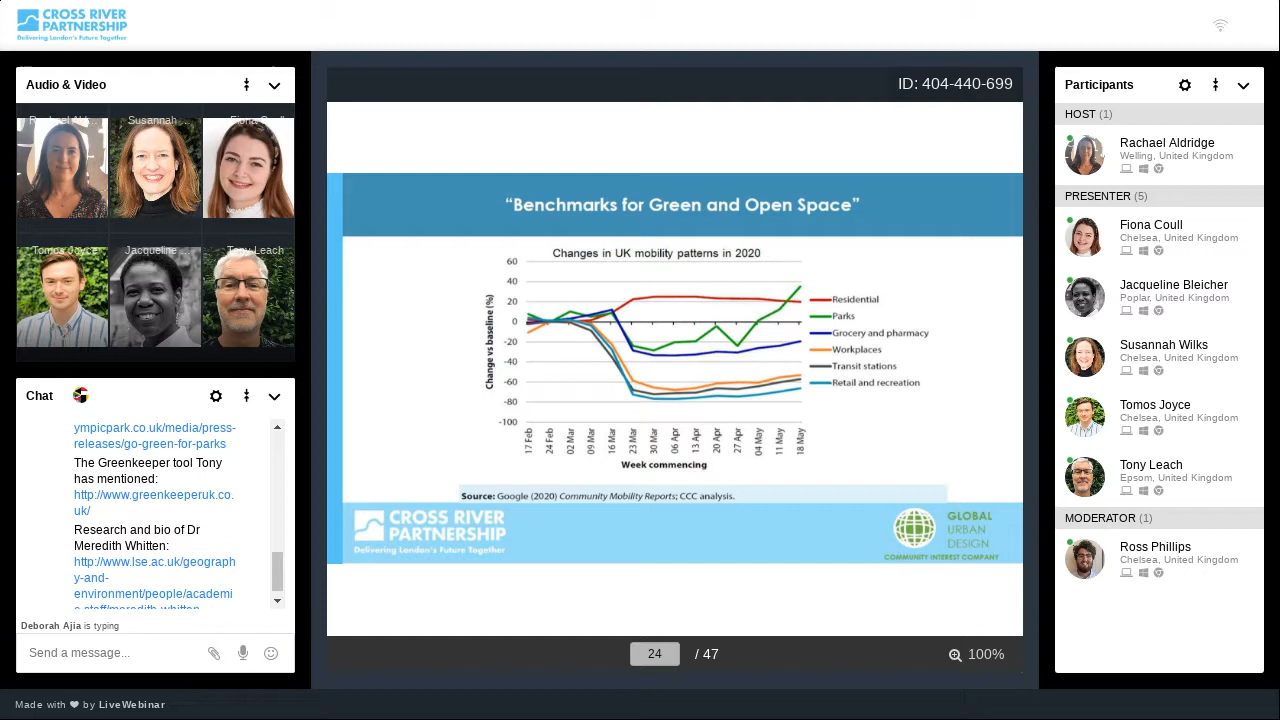 CROSS RIVER
PARTNERSHIP
Delivering London's Future Together
Audio & Video
Susannah ...
Fiona Coull
Tomos Joyce
Jacqueline ...
Tony Leach
Chat
ympicpark.co.uk/media/press-
releases/go-green-for-parks
The Greenkeeper tool Tony
has mentioned:
http://www.greenkeeperuk.co.
uk/
Research and bio of Dr
Meredith Whitten:
http://www.lse.ac.uk/geograph
y-and-
environment/people/academi
c-staff/meredith-whitten
Deborah Ajia is typing
Send a message...
ID: 404-440-699
“Benchmarks for Green and Open Space”
Changes in UK mobility patterns in 2020
Change vs baseline (%)
60
40
20
0
-20
-40
-60
-80
-100
17 Feb
24 Feb
02 Mar
09 Mar
16 Mar
23 Mar
30 Mar
06 Apr
13 Apr
20 Apr
27 Apr
04 May
11 May
18 May
Week commencing
Residential
Parks
Grocery and pharmacy
Workplaces
Transit stations
Retail and recreation
Source: Google (2020) Community Mobility Reports; CCC analysis.
CROSS RIVER
PARTNERSHIP
Delivering London's Future Together
GLOBAL
URBAN
DESIGN
COMMUNITY INTEREST COMPANY
24 / 47
100%
Participants
HOST (1)
Rachael Aldridge
Welling, United Kingdom
PRESENTER (5)
Fiona Coull
Chelsea, United Kingdom
Jacqueline Bleicher
Poplar, United Kingdom
Susannah Wilks
Chelsea, United Kingdom
Tomos Joyce
Chelsea, United Kingdom
Tony Leach
Epsom, United Kingdom
MODERATOR (1)
Ross Phillips
Chelsea, United Kingdom
Made with ❤ by LiveWebinar